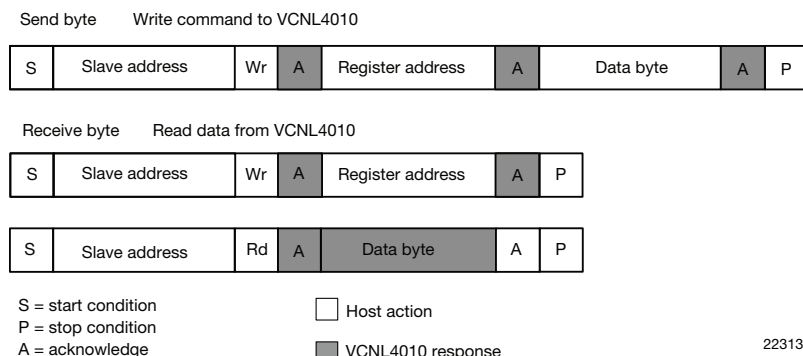 Send byte Write command to VCNL4010
S Slave address Wr A Register address A Data byte A P
Receive byte Read data from VCNL4010
S Slave address Wr A Register address A P
S Slave address Rd A Data byte A P
S = start condition
P = stop condition
A = acknowledge
Host action
VCNL4010 response
22313